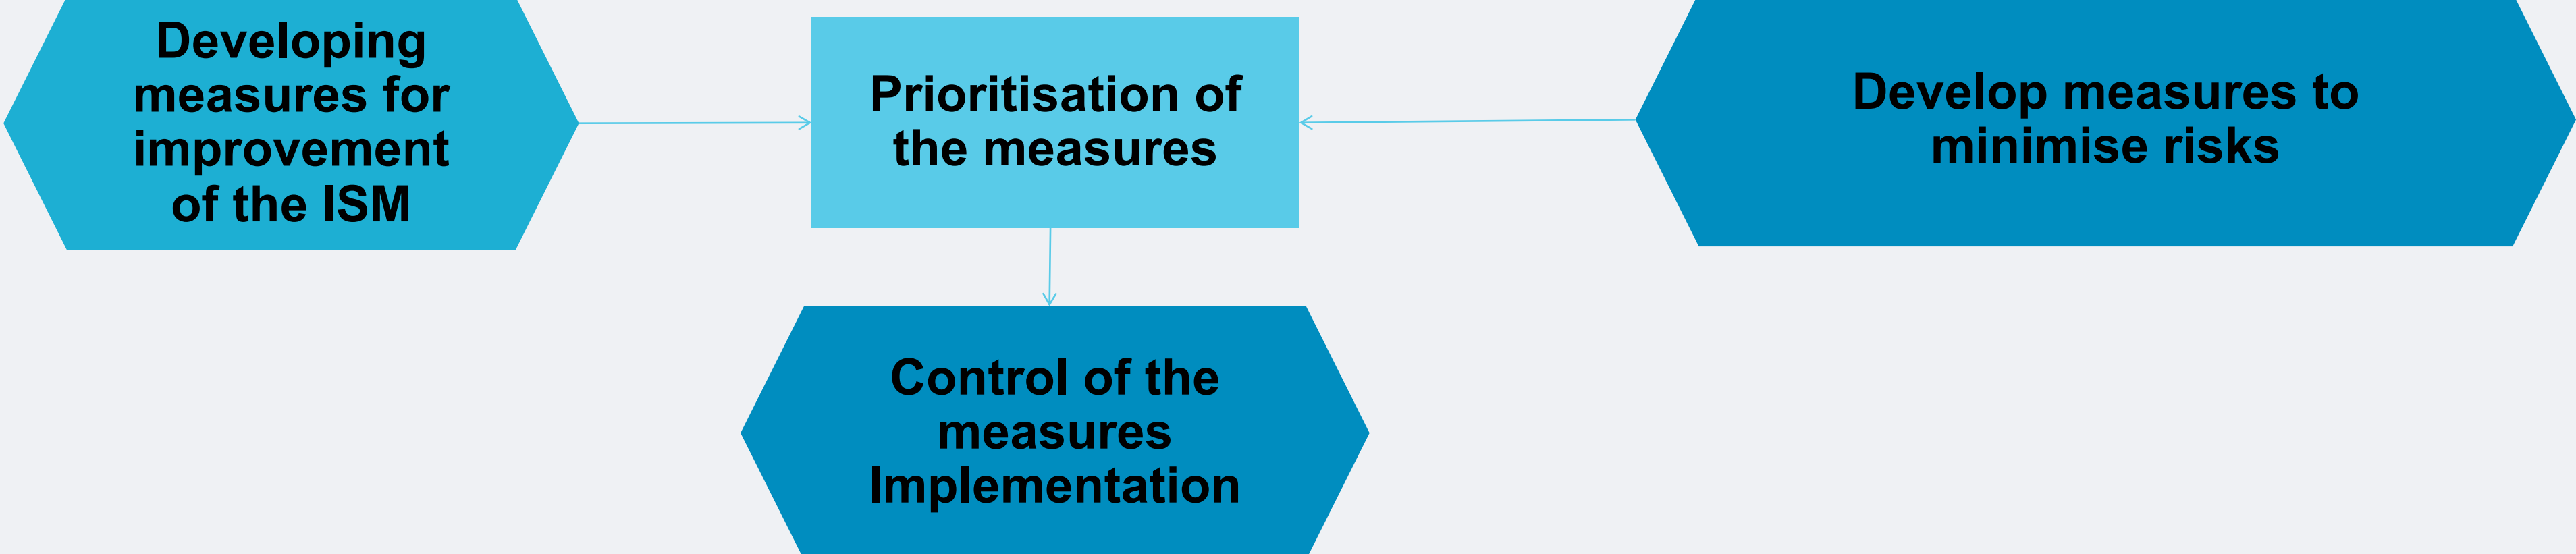 Developing
measures for
improvement
of the ISM
Prioritisation of
the measures
Develop measures to
minimise risks
Control of the
measures
Implementation